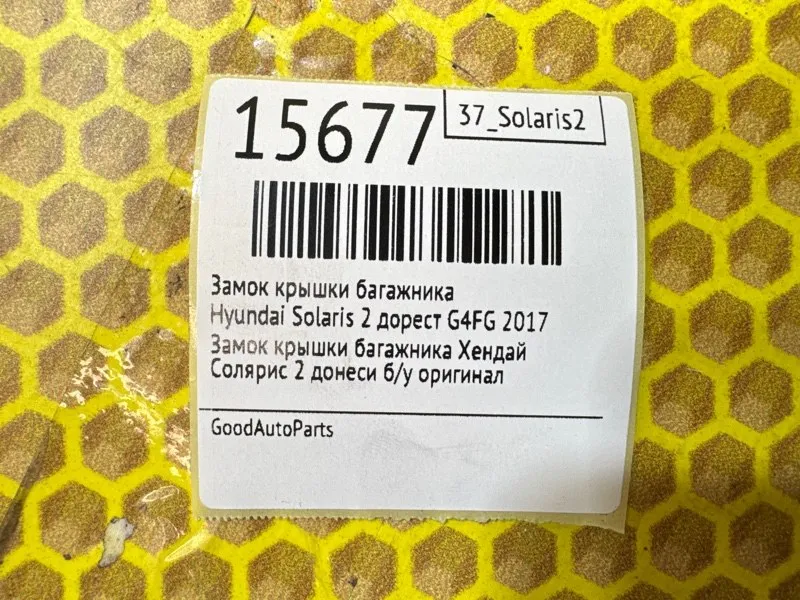 15677
37_Solaris2
Замок крышки багажника
Hyundai Solaris 2 дорест G4FG 2017
Замок крышки багажника Хендай
Солярис 2 донеси б/у оригинал
GoodAutoParts